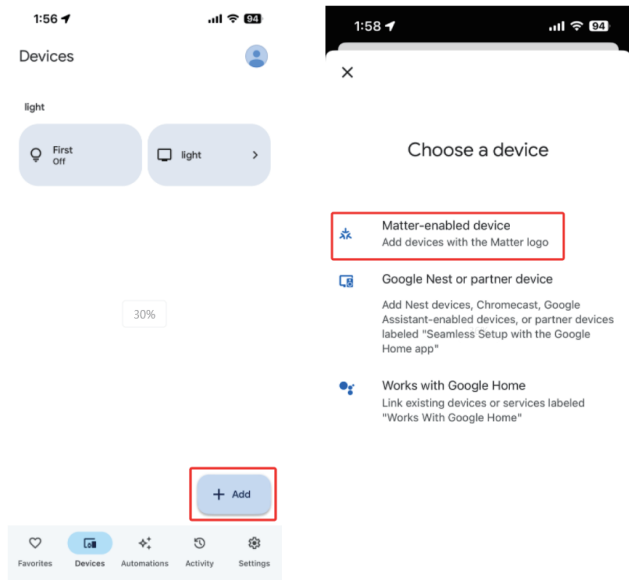 1:56
94
Devices
light
First
Off
light
30%
+ Add
Favorites
Devices
Automations
Activity
Settings
1:58
94
Choose a device
Matter-enabled device
Add devices with the Matter logo
Google Nest or partner device
Add Nest devices, Chromecast, Google
Assistant-enabled devices, or partner devices
labeled "Seamless Setup with the Google
Home app"
Works with Google Home
Link existing devices or services labeled
"Works With Google Home"